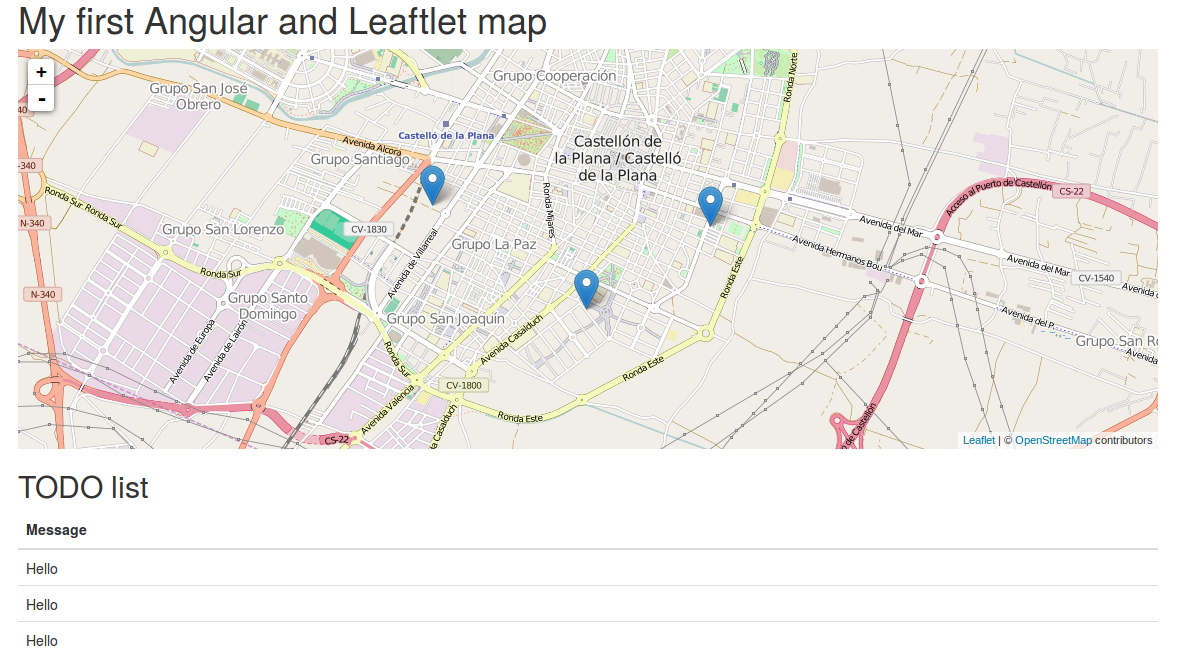 My first Angular and Leaftlet map
+
-
Grupo San José
Obrero
Grupo Cooperación
Ronda Norte
Castelló de la Plana
Avenida Alcora
Grupo Santiago
Castellón de
la Plana / Castelló
de la Plana
-340
Acceso al Puerto de Castellón
CS-22
Ronda Sur
Ronda Sur
Ronda Mijares
N-340
Grupo San Lorenzo
CV-1830
Avenida del Mar
Avenida de Villarreal
Grupo La Paz
Avenida Hermanos Bou
Ronda Sur
Ronda Este
Avenida del Mar
CV-1540
N-340
Grupo Santo
Domingo
Avenida del P.
Grupo San Joaquín
Avenida Casalduch
Avenida de Europa
Avenida de Lairón
Grupo San Ro
Avenida
Ronda Sur
Ronda Este
CV-1800
Avenida Valencia
Ronda Este
Casalduch
CS-22
de Castellón
Leaflet | © OpenStreetMap contributors
TODO list
Message
Hello
Hello
Hello